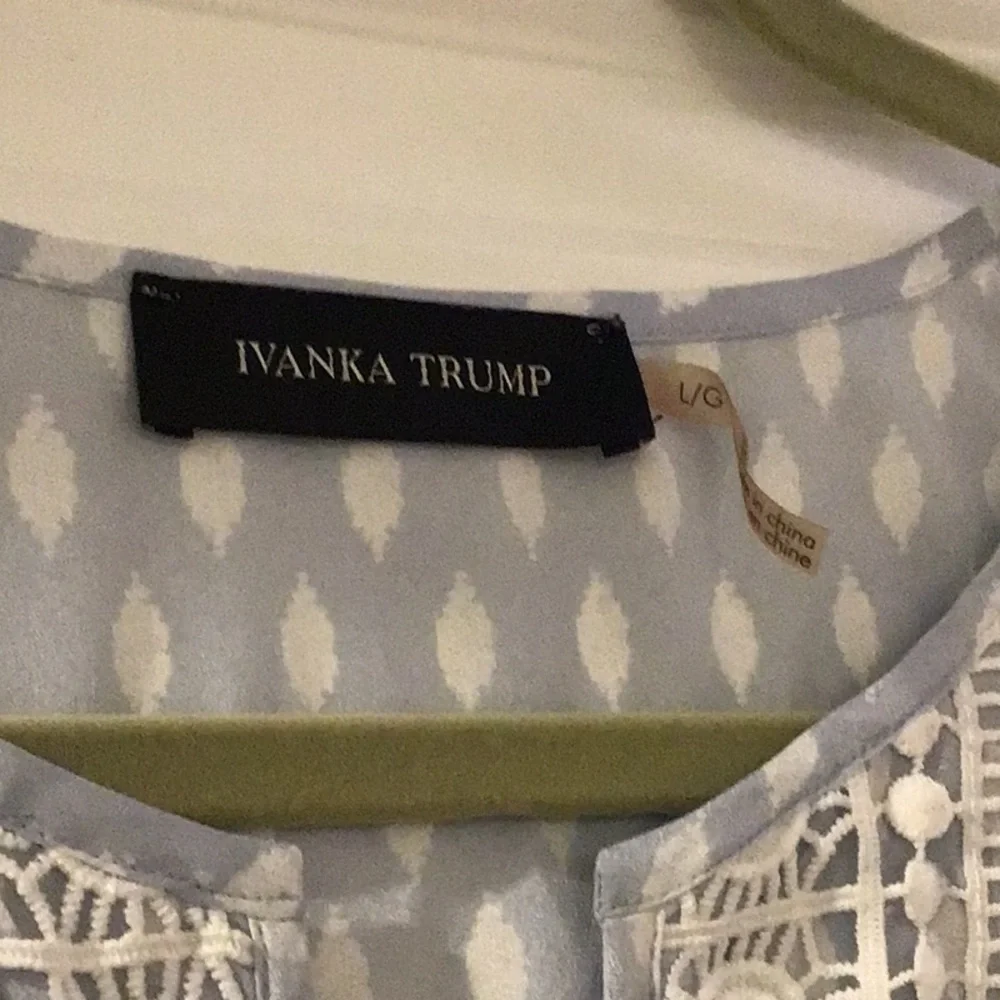 IVANKA TRUMP
L/G
in china
chine